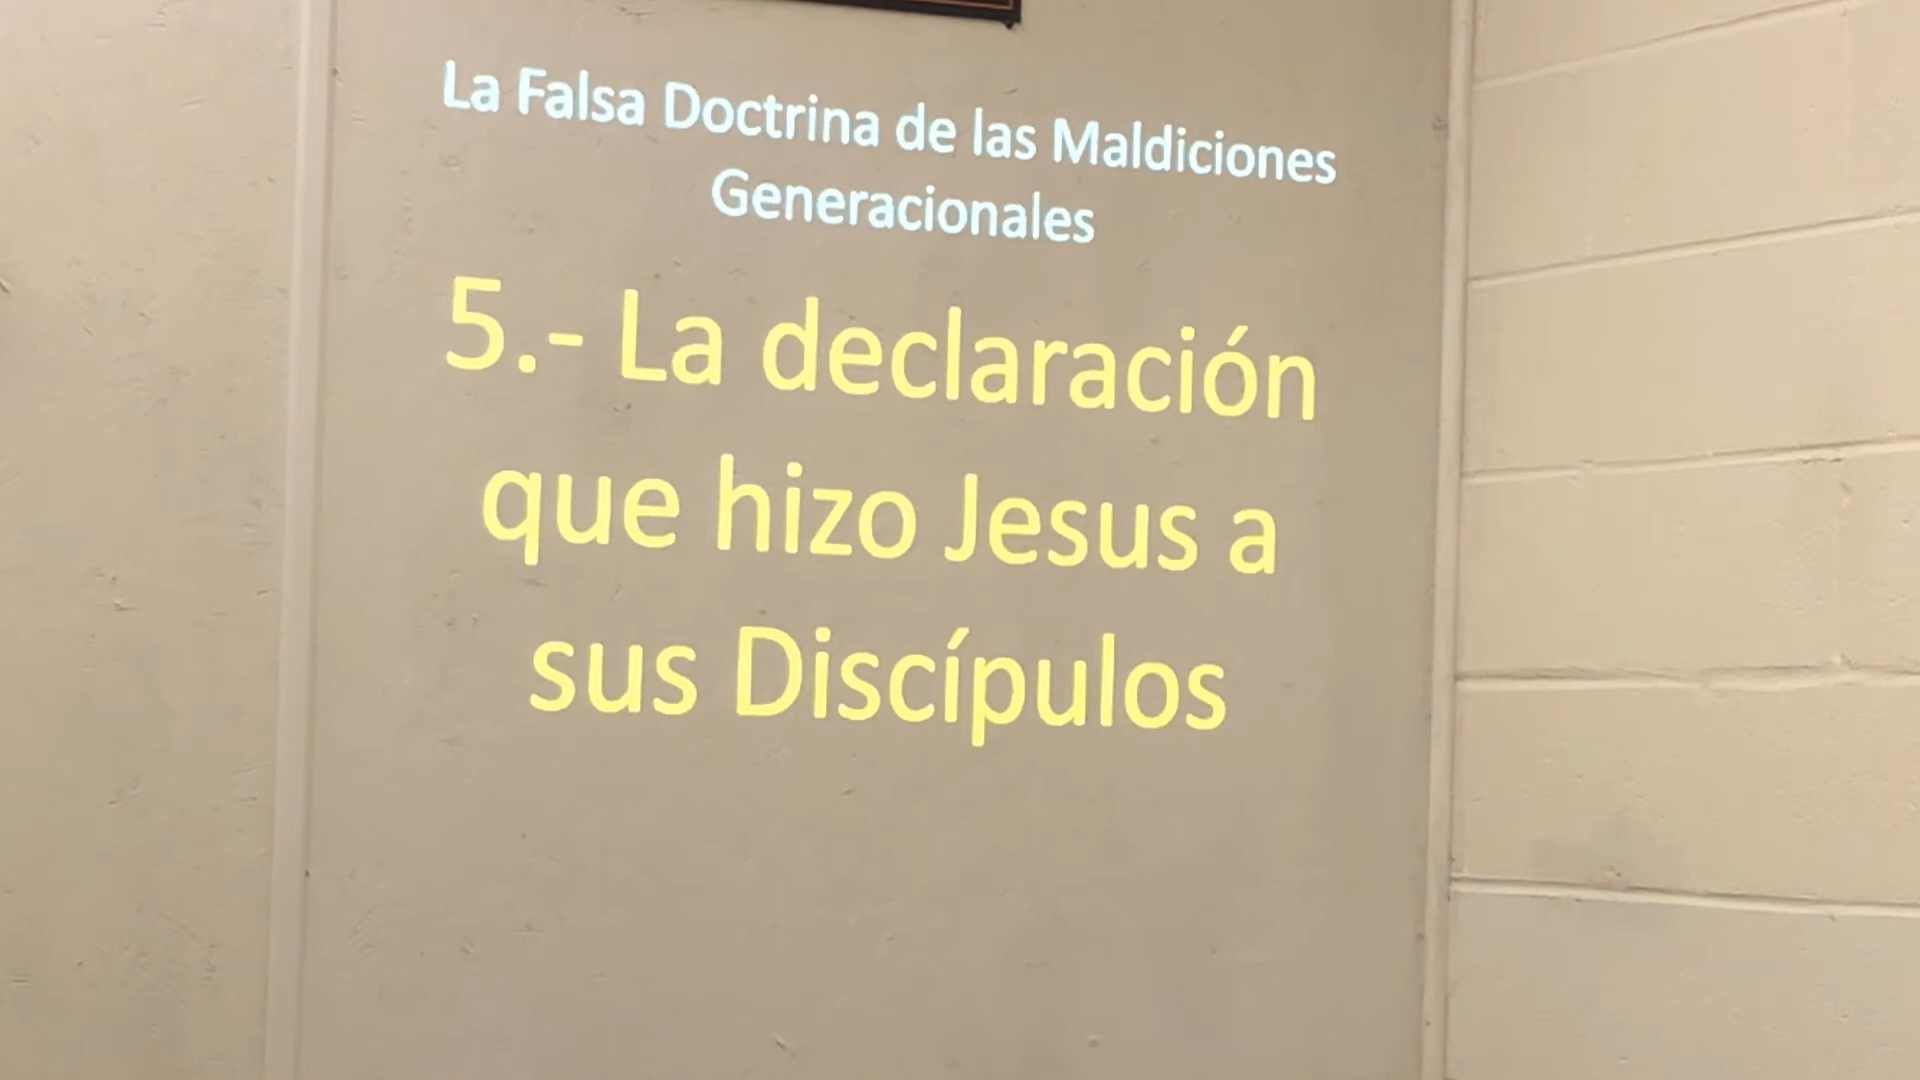 La Falsa Doctrina de las Maldiciones
Generacionales
5.- La declaración
que hizo Jesus a
sus Discípulos